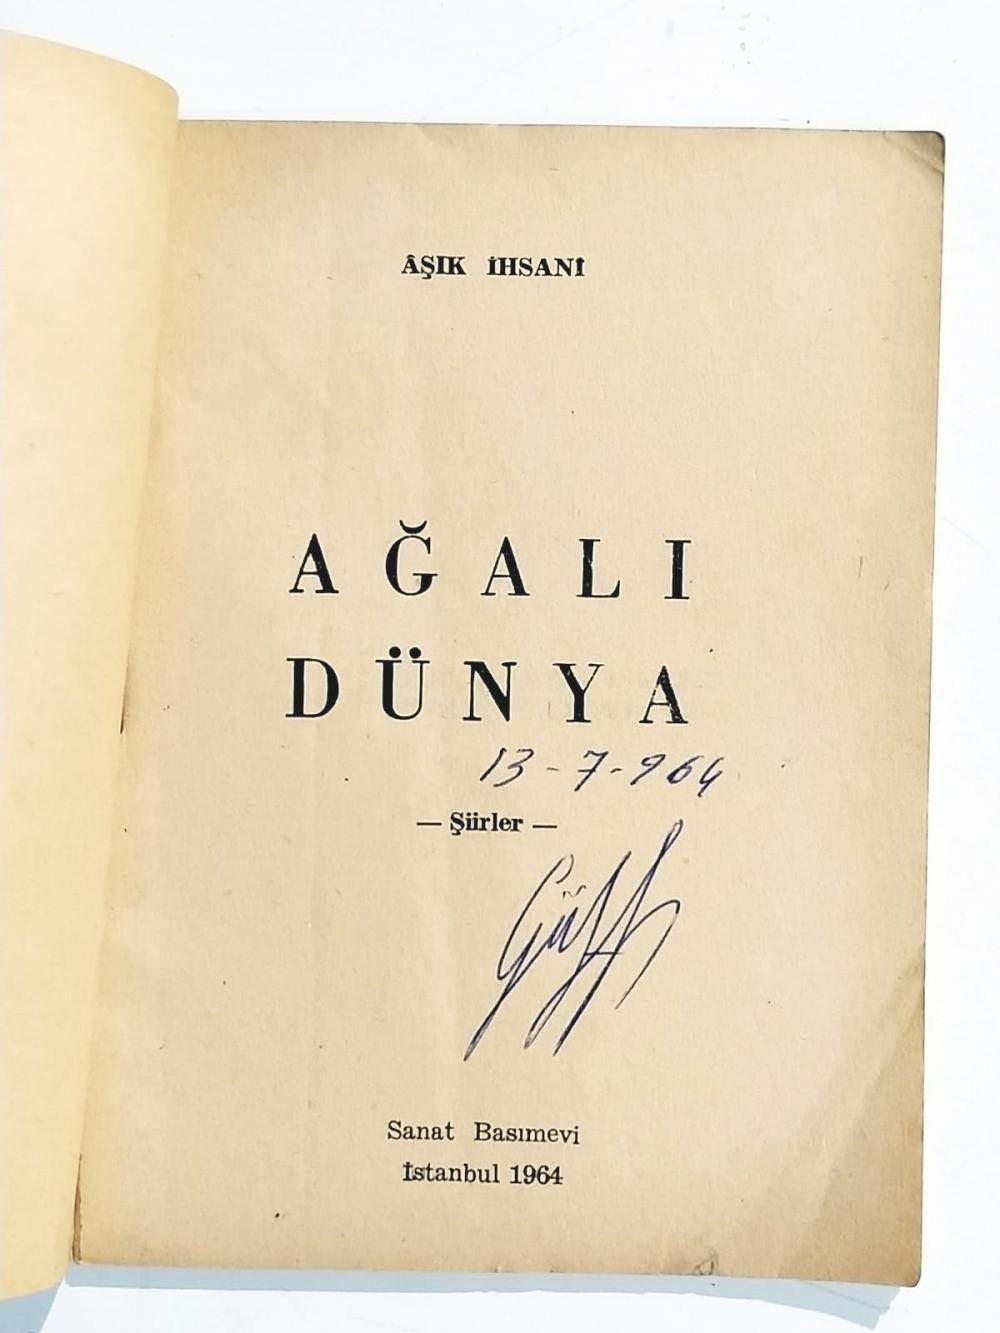 ÂŞIK İHSANİ
AĞALI
DÜNYA
13-7-964
— Şiirler —
Sanat Basımevi
İstanbul 1964